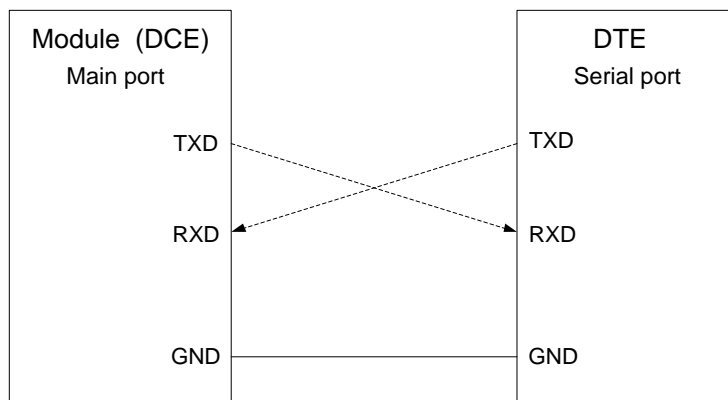 Module (DCE)
Main port
TXD
RXD
GND
DTE
Serial port
TXD
RXD
GND